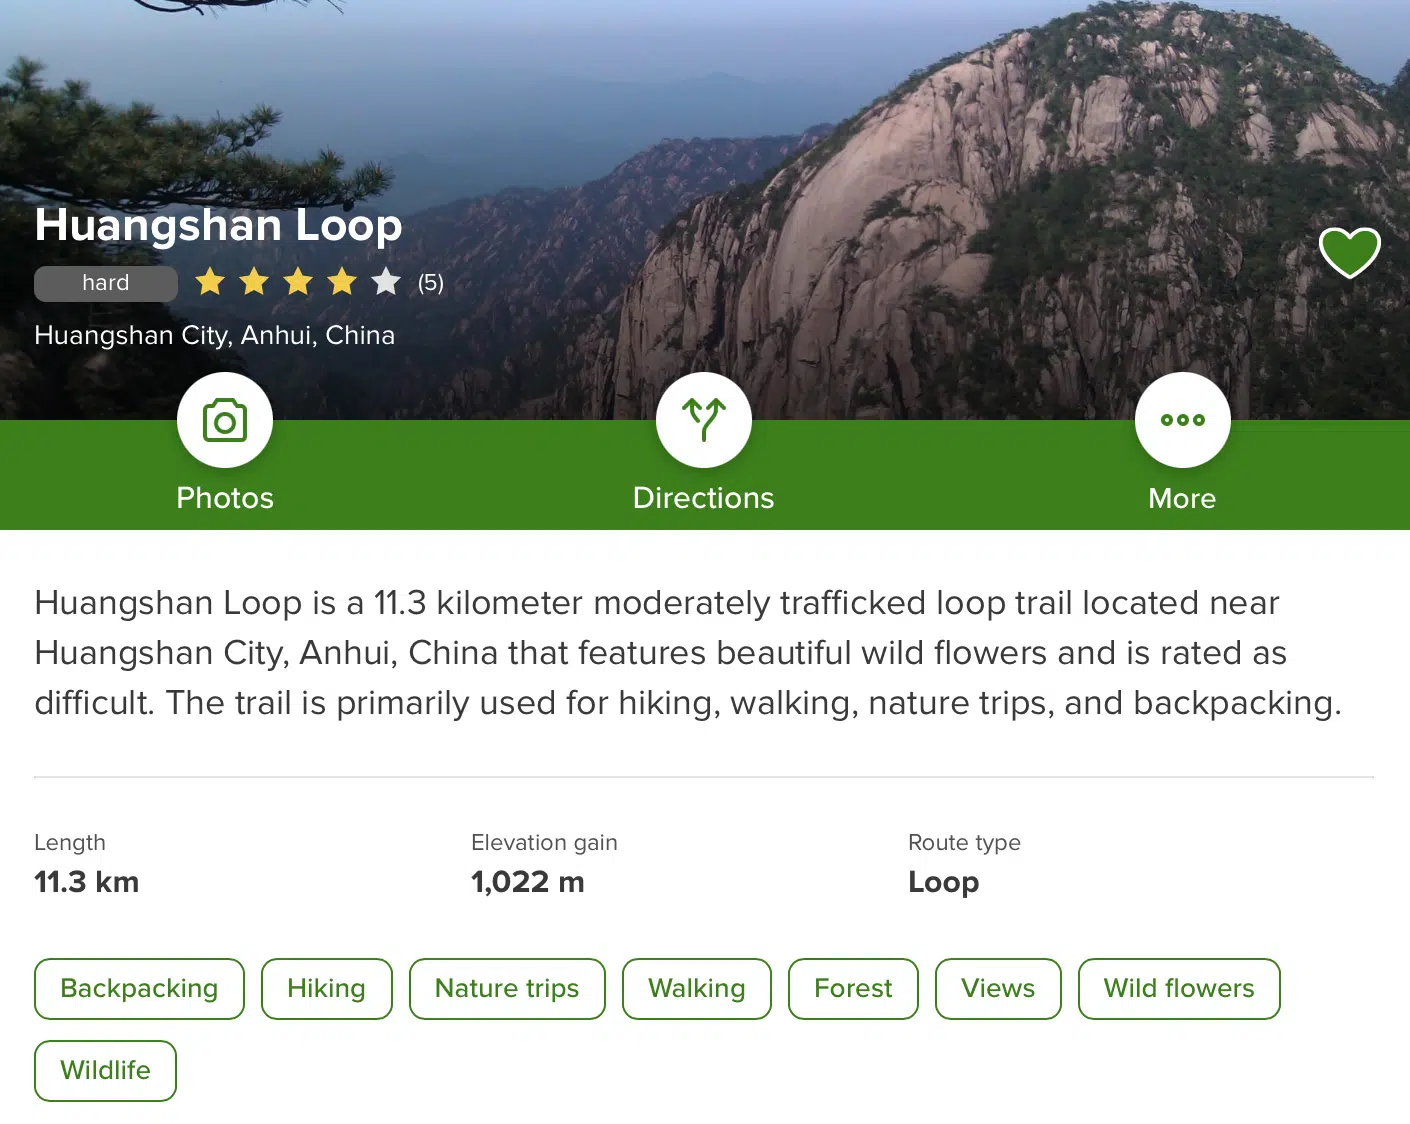 Huangshan Loop
hard
(5)
Huangshan City, Anhui, China
Photos
Directions
More
Huangshan Loop is a 11.3 kilometer moderately trafficked loop trail located near
Huangshan City, Anhui, China that features beautiful wild flowers and is rated as
difficult. The trail is primarily used for hiking, walking, nature trips, and backpacking.
Length
11.3 km
Elevation gain
1,022 m
Route type
Loop
Backpacking
Hiking
Nature trips
Walking
Forest
Views
Wild flowers
Wildlife